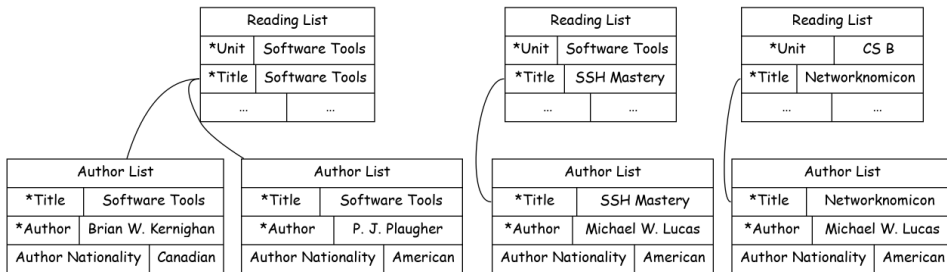 Reading List
*Unit Software Tools
*Title Software Tools
... ...
Reading List
*Unit Software Tools
*Title SSH Mastery
... ...
Reading List
*Unit CS B
*Title Networknomicon
... ...
Author List
*Title Software Tools
*Author Brian W. Kernighan
Author Nationality Canadian
Author List
*Title Software Tools
*Author P. J. Plaugher
Author Nationality American
Author List
*Title SSH Mastery
*Author Michael W. Lucas
Author Nationality American
Author List
*Title Networknomicon
*Author Michael W. Lucas
Author Nationality American